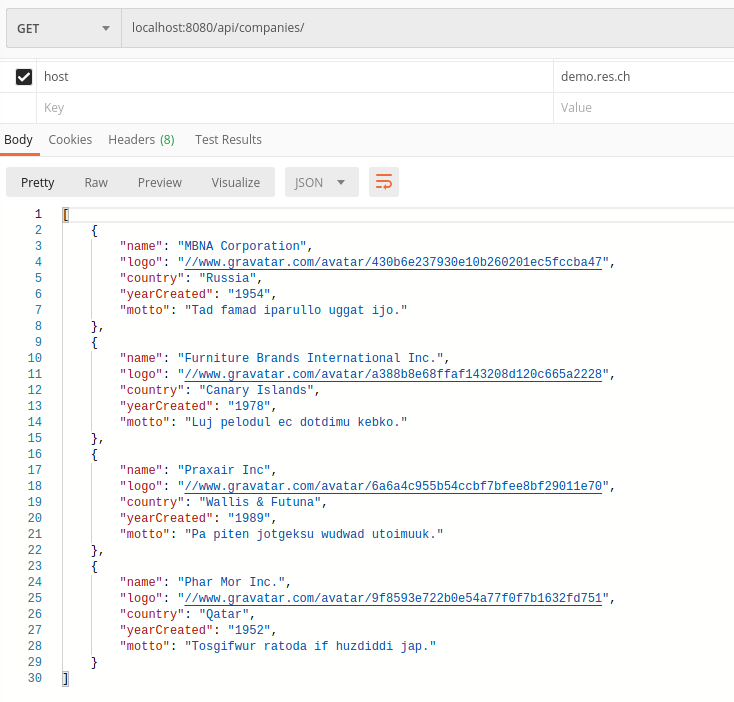 GET localhost:8080/api/companies/
host demo.res.ch
Key Value
Body Cookies Headers (8) Test Results
Pretty Raw Preview Visualize JSON
1 [
2 {
3 "name": "MBNA Corporation",
4 "logo": "//www.gravatar.com/avatar/430b6e237930e10b260201ec5fccba47",
5 "country": "Russia",
6 "yearCreated": "1954",
7 "motto": "Tad famad iparullo uggat ijo."
8 },
9 {
10 "name": "Furniture Brands International Inc.",
11 "logo": "//www.gravatar.com/avatar/a388b8e68ffaf143208d120c665a2228",
12 "country": "Canary Islands",
13 "yearCreated": "1978",
14 "motto": "Luj pelodul ec dotdimu kebko."
15 },
16 {
17 "name": "Praxair Inc",
18 "logo": "//www.gravatar.com/avatar/6a6a4c955b54ccbf7bfee8bf29011e70",
19 "country": "Wallis & Futuna",
20 "yearCreated": "1989",
21 "motto": "Pa piten jotgeksu wudwad utoimuuk."
22 },
23 {
24 "name": "Phar Mor Inc.",
25 "logo": "//www.gravatar.com/avatar/9f8593e722b0e54a77f0f7b1632fd751",
26 "country": "Qatar",
27 "yearCreated": "1952",
28 "motto": "Tosgifwur ratoda if huzdiddi jap."
29 }
30 ]